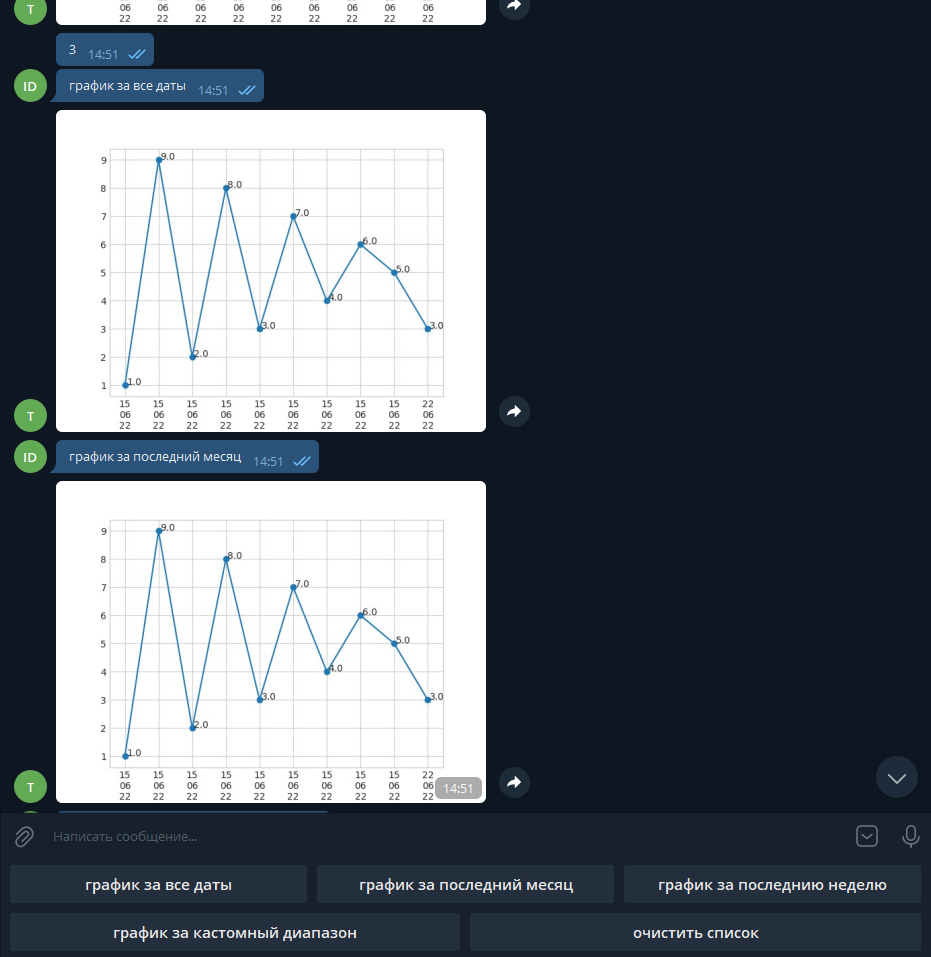 T
06 06 06 06 06 06 06 06 06
22 22 22 22 22 22 22 22 22
3 14:51
ID
график за все даты 14:51
9
8
7
6
5
4
3
2
1
1.0 9.0 2.0 8.0 3.0 7.0 4.0 6.0 5.0 3.0
15 15 15 15 15 15 15 15 15 22
06 06 06 06 06 06 06 06 06 06
22 22 22 22 22 22 22 22 22 22
T
ID
график за последний месяц 14:51
9
8
7
6
5
4
3
2
1
1.0 9.0 2.0 8.0 3.0 7.0 4.0 6.0 5.0 3.0
15 15 15 15 15 15 15 15 15 22
06 06 06 06 06 06 06 06 06 06
22 22 22 22 22 22 22 22 22 22
14:51
T
Написать сообщение...
график за все даты
график за последний месяц
график за последнию неделю
график за кастомный диапазон
очистить список